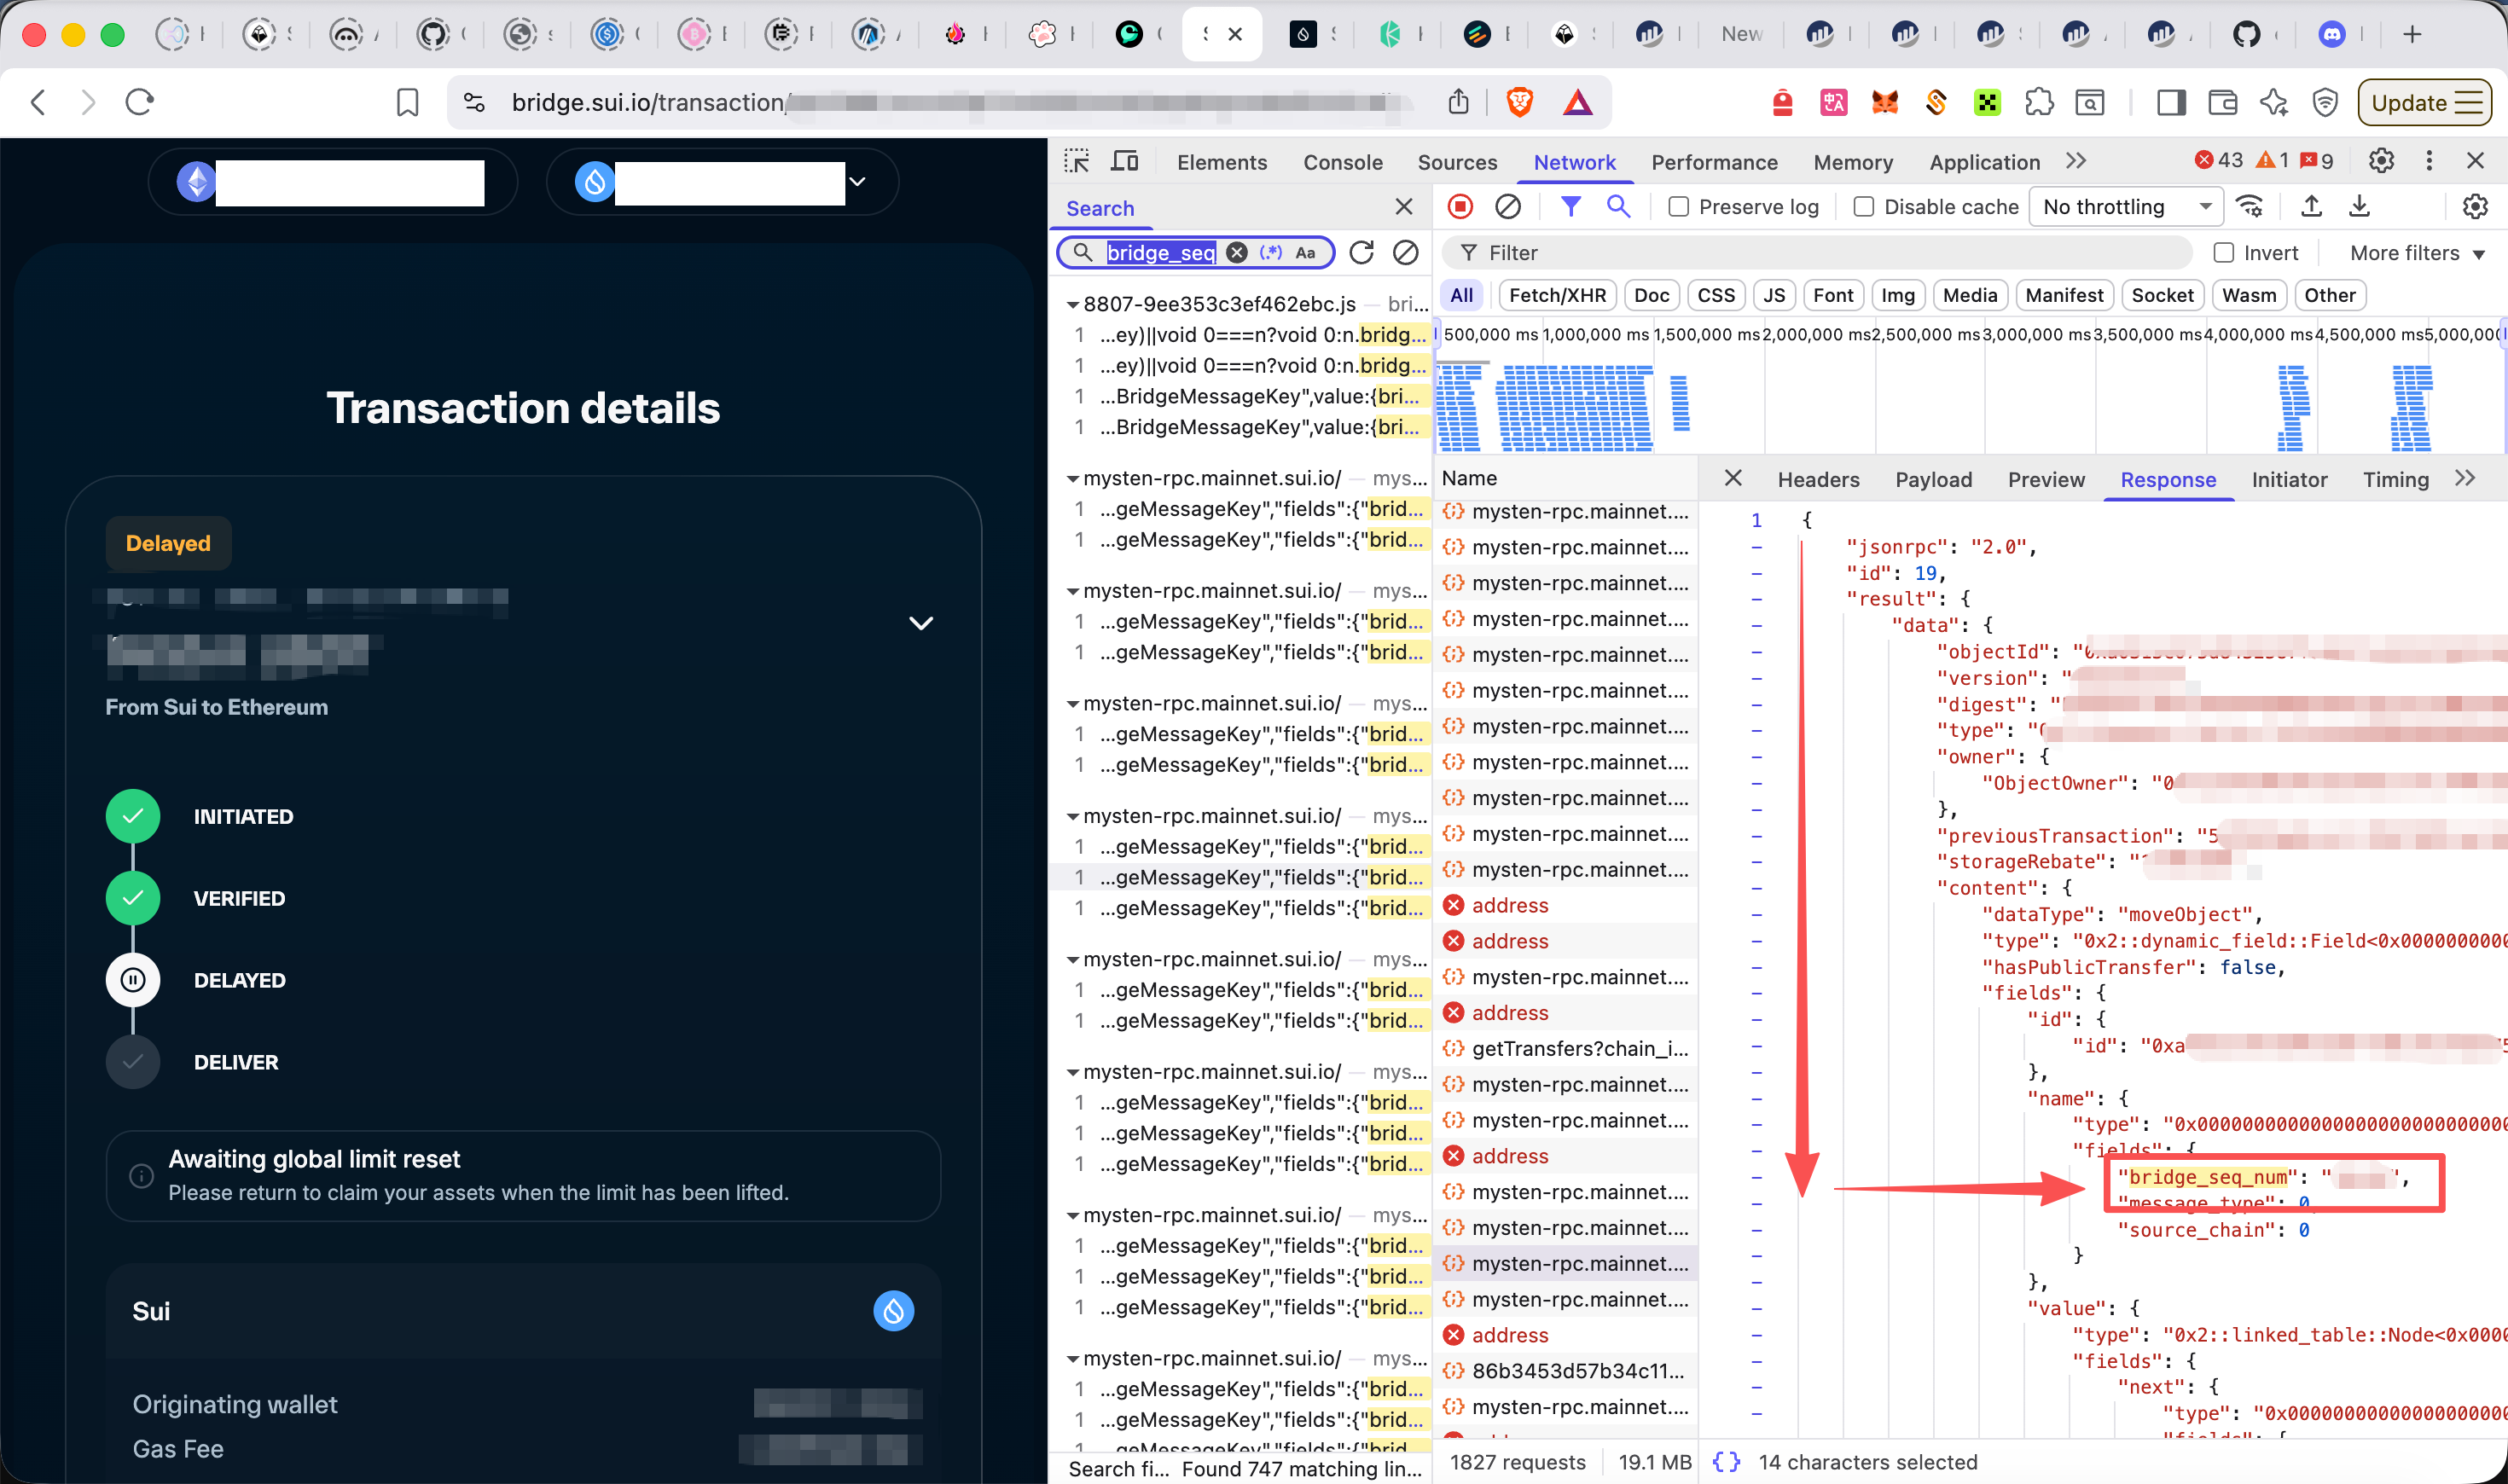 New
bridge.sui.io/transaction/
Update
Transaction details
Delayed
From Sui to Ethereum
INITIATED
VERIFIED
DELAYED
DELIVER
Awaiting global limit reset
Please return to claim your assets when the limit has been lifted.
Sui
Originating wallet
Gas Fee
Elements Console Sources Network Performance Memory Application 43 1 9
Search
bridge_seq (.*) Aa
8807-9ee353c3ef462ebc.js — bri...
1 ...ey)||void 0===n?void 0:n.bridg...
1 ...ey)||void 0===n?void 0:n.bridg...
1 ...BridgeMessageKey",value:{bri...
1 ...BridgeMessageKey",value:{bri...
mysten-rpc.mainnet.sui.io/ — mys...
1 ...geMessageKey","fields":{"brid...
1 ...geMessageKey","fields":{"brid...
mysten-rpc.mainnet.sui.io/ — mys...
1 ...geMessageKey","fields":{"brid...
1 ...geMessageKey","fields":{"brid...
mysten-rpc.mainnet.sui.io/ — mys...
1 ...geMessageKey","fields":{"brid...
1 ...geMessageKey","fields":{"brid...
mysten-rpc.mainnet.sui.io/ — mys...
1 ...geMessageKey","fields":{"brid...
1 ...geMessageKey","fields":{"brid...
1 ...geMessageKey","fields":{"brid...
mysten-rpc.mainnet.sui.io/ — mys...
1 ...geMessageKey","fields":{"brid...
1 ...geMessageKey","fields":{"brid...
mysten-rpc.mainnet.sui.io/ — mys...
1 ...geMessageKey","fields":{"brid...
1 ...geMessageKey","fields":{"brid...
1 ...geMessageKey","fields":{"brid...
mysten-rpc.mainnet.sui.io/ — mys...
1 ...geMessageKey","fields":{"brid...
1 ...geMessageKey","fields":{"brid...
1 ...geMessageKey","fields":{"brid...
mysten-rpc.mainnet.sui.io/ — mys...
1 ...geMessageKey","fields":{"brid...
1 ...geMessageKey","fields":{"brid...
1 ...geMessageKey","fields":{"brid...
Search fi... Found 747 matching lin...
Preserve log Disable cache No throttling
Filter Invert More filters
All Fetch/XHR Doc CSS JS Font Img Media Manifest Socket Wasm Other
500,000 ms 1,000,000 ms 1,500,000 ms 2,000,000 ms 2,500,000 ms 3,000,000 ms 3,500,000 ms 4,000,000 ms 4,500,000 ms 5,000,00
Name
mysten-rpc.mainnet....
mysten-rpc.mainnet....
mysten-rpc.mainnet....
mysten-rpc.mainnet....
mysten-rpc.mainnet....
mysten-rpc.mainnet....
mysten-rpc.mainnet....
mysten-rpc.mainnet....
mysten-rpc.mainnet....
mysten-rpc.mainnet....
mysten-rpc.mainnet....
address
address
mysten-rpc.mainnet....
address
getTransfers?chain_i...
mysten-rpc.mainnet....
mysten-rpc.mainnet....
address
mysten-rpc.mainnet....
mysten-rpc.mainnet....
mysten-rpc.mainnet....
mysten-rpc.mainnet....
address
86b3453d57b34c11...
mysten-rpc.mainnet....
1827 requests 19.1 MB
Headers Payload Preview Response Initiator Timing
1 {
"jsonrpc": "2.0",
"id": 19,
"result": {
"data": {
"objectId": "
"version": "
"digest": "
"type": "0
"owner": {
"ObjectOwner": "0
},
"previousTransaction": "5
"storageRebate": "
"content": {
"dataType": "moveObject",
"type": "0x2::dynamic_field::Field<0x0000000000
"hasPublicTransfer": false,
"fields": {
"id": {
"id": "0xa
},
"name": {
"type": "0x000000000000000000000000000
"fields": {
"bridge_seq_num": " ",
"message_type": 0,
"source_chain": 0
}
},
"value": {
"type": "0x2::linked_table::Node<0x0000
"fields": {
"next": {
"type": "0x00000000000000000000
14 characters selected